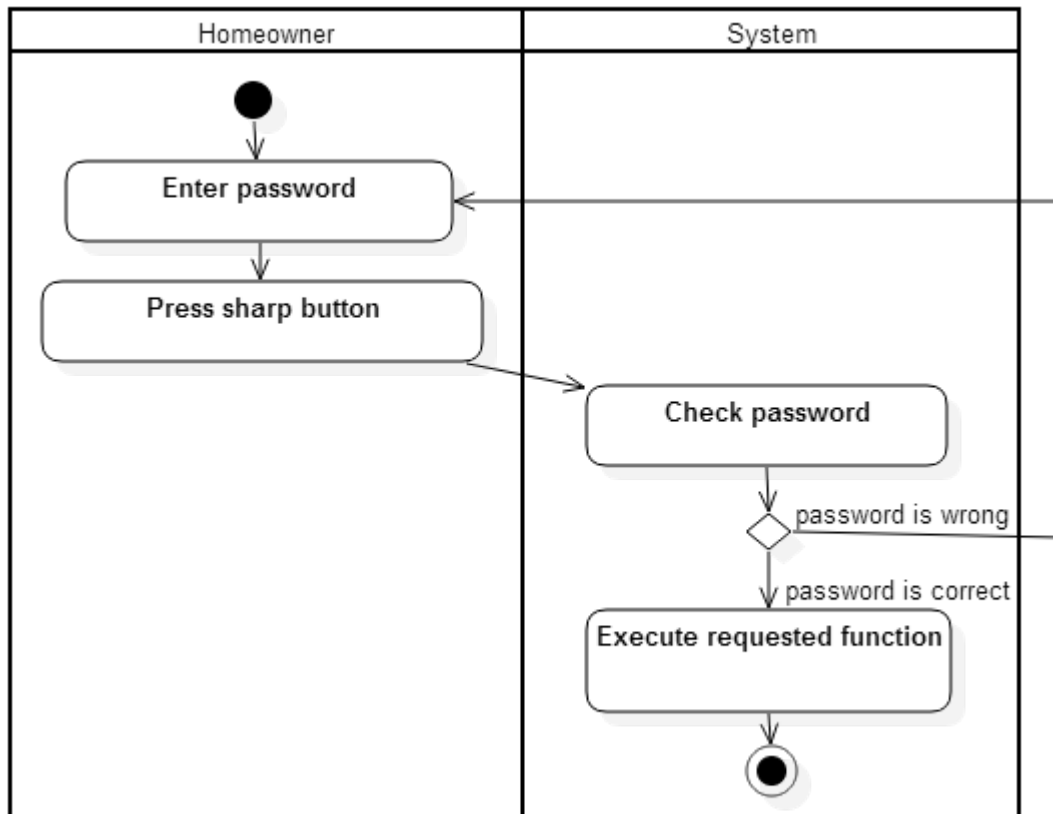 Homeowner
System
Enter password
Press sharp button
Check password
password is wrong
password is correct
Execute requested function